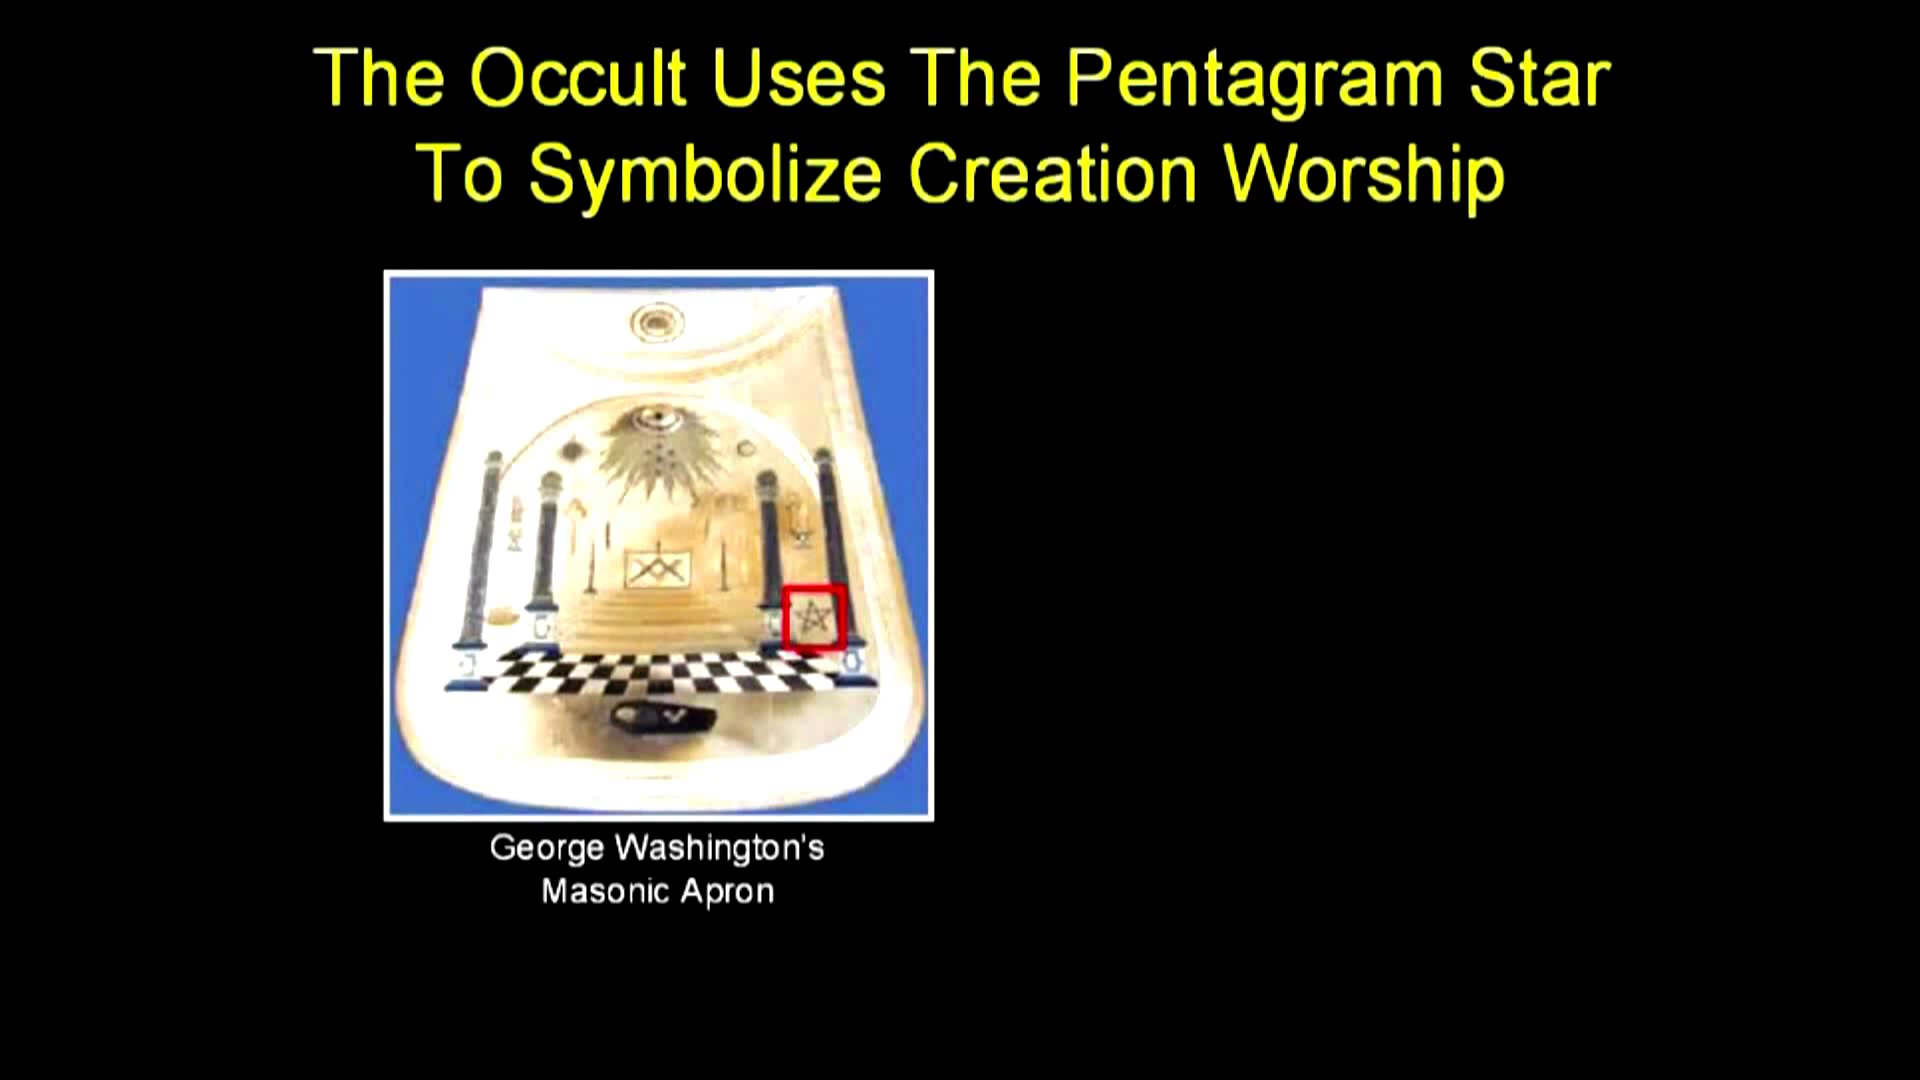 The Occult Uses The Pentagram Star
To Symbolize Creation Worship
George Washington's
Masonic Apron